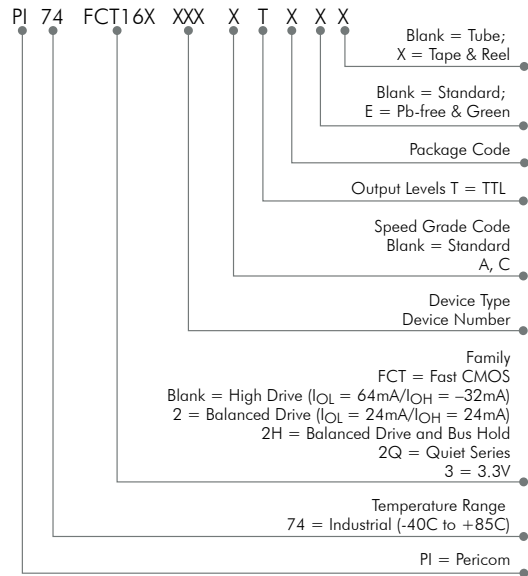 PI 74 FCT16X XXX X T X X X
Blank = Tube;
X = Tape & Reel
Blank = Standard;
E = Pb-free & Green
Package Code
Output Levels T = TTL
Speed Grade Code
Blank = Standard
A, C
Device Type
Device Number
Family
FCT = Fast CMOS
Blank = High Drive (IOL = 64mA/IOH = –32mA)
2 = Balanced Drive (IOL = 24mA/IOH = 24mA)
2H = Balanced Drive and Bus Hold
2Q = Quiet Series
3 = 3.3V
Temperature Range
74 = Industrial (-40C to +85C)
PI = Pericom